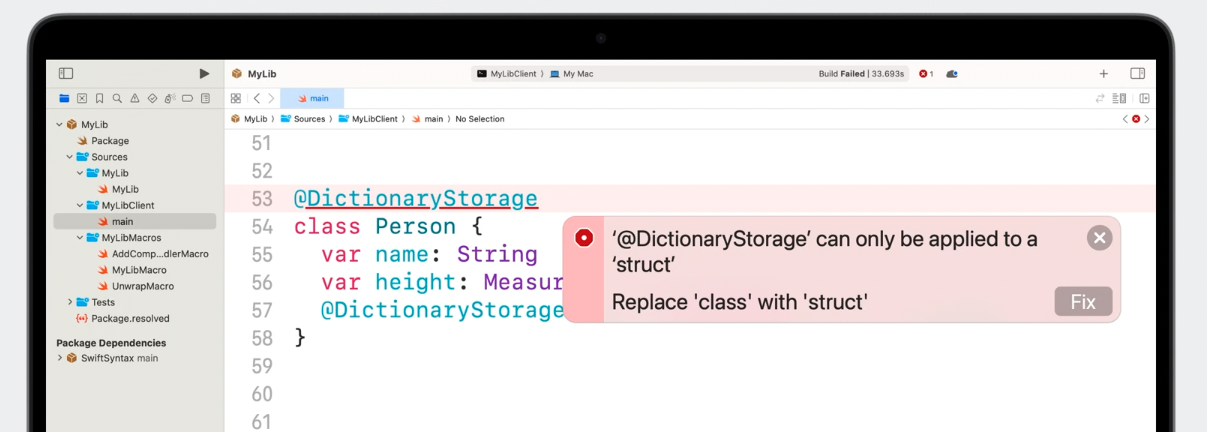 MyLib
MyLibClient
My Mac
Build Failed | 33.693s
1
main
MyLib
Sources
MyLibClient
main
No Selection
MyLib
Package
Sources
MyLib
MyLib
MyLibClient
main
MyLibMacros
AddComp...dlerMacro
MyLibMacro
UnwrapMacro
Tests
Package.resolved
Package Dependencies
SwiftSyntax main
51
52
53 @DictionaryStorage
54 class Person {
55 var name: String
56 var height: Measur
57 @DictionaryStorage
58 }
59
60
61
‘@DictionaryStorage’ can only be applied to a
‘struct’
Replace 'class' with 'struct'
Fix